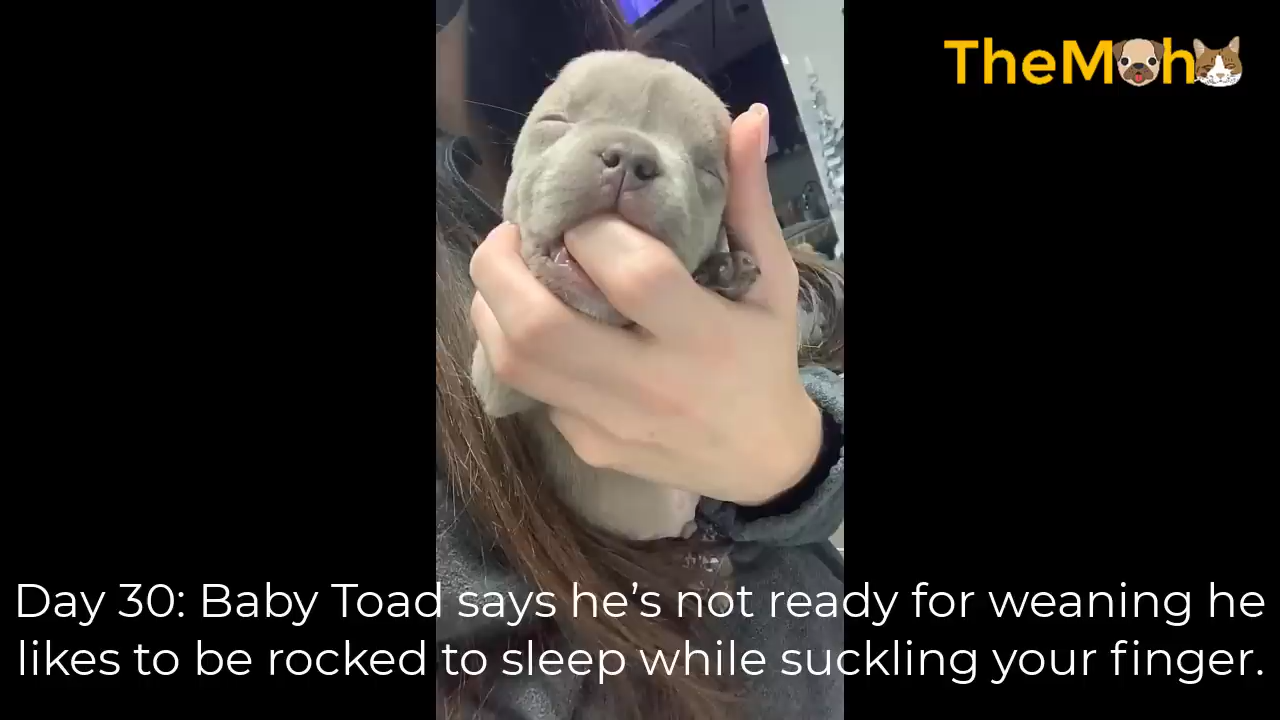 TheMoh
Day 30: Baby Toad says he’s not ready for weaning he
likes to be rocked to sleep while suckling your finger.